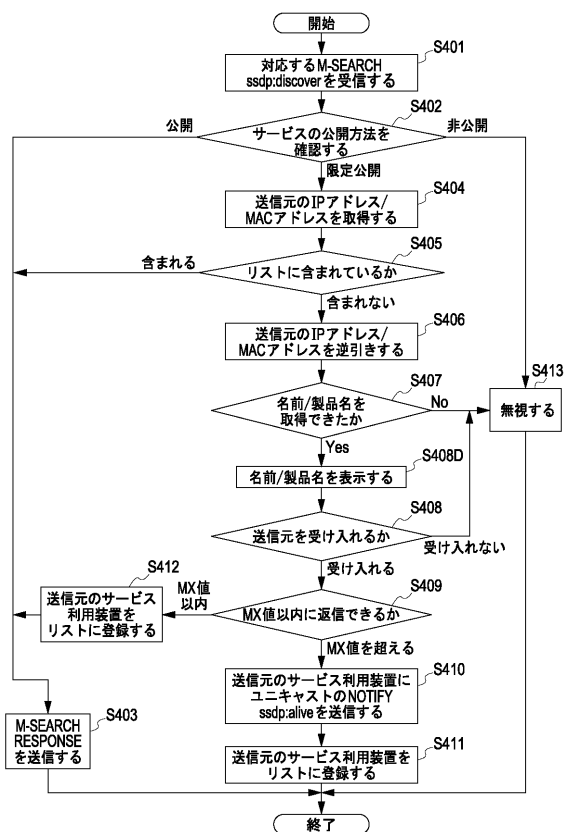 開始
S401
対応するM-SEARCH
ssdp:discoverを受信する
S402
公開
サービスの公開方法を
確認する
非公開
限定公開
S404
送信元のIPアドレス/
MACアドレスを取得する
S405
含まれる
リストに含まれているか
含まれない
S406
送信元のIPアドレス/
MACアドレスを逆引きする
S407
名前/製品名を
取得できたか
No
S413
無視する
Yes
S408D
名前/製品名を表示する
S408
送信元を受け入れるか
受け入れない
受け入れる
S412
送信元のサービス
利用装置を
リストに登録する
MX値
以内
S409
MX値以内に返信できるか
MX値を超える
S410
送信元のサービス利用装置に
ユニキャストのNOTIFY
ssdp:aliveを送信する
S403
M-SEARCH
RESPONSE
を送信する
S411
送信元のサービス利用装置を
リストに登録する
終了